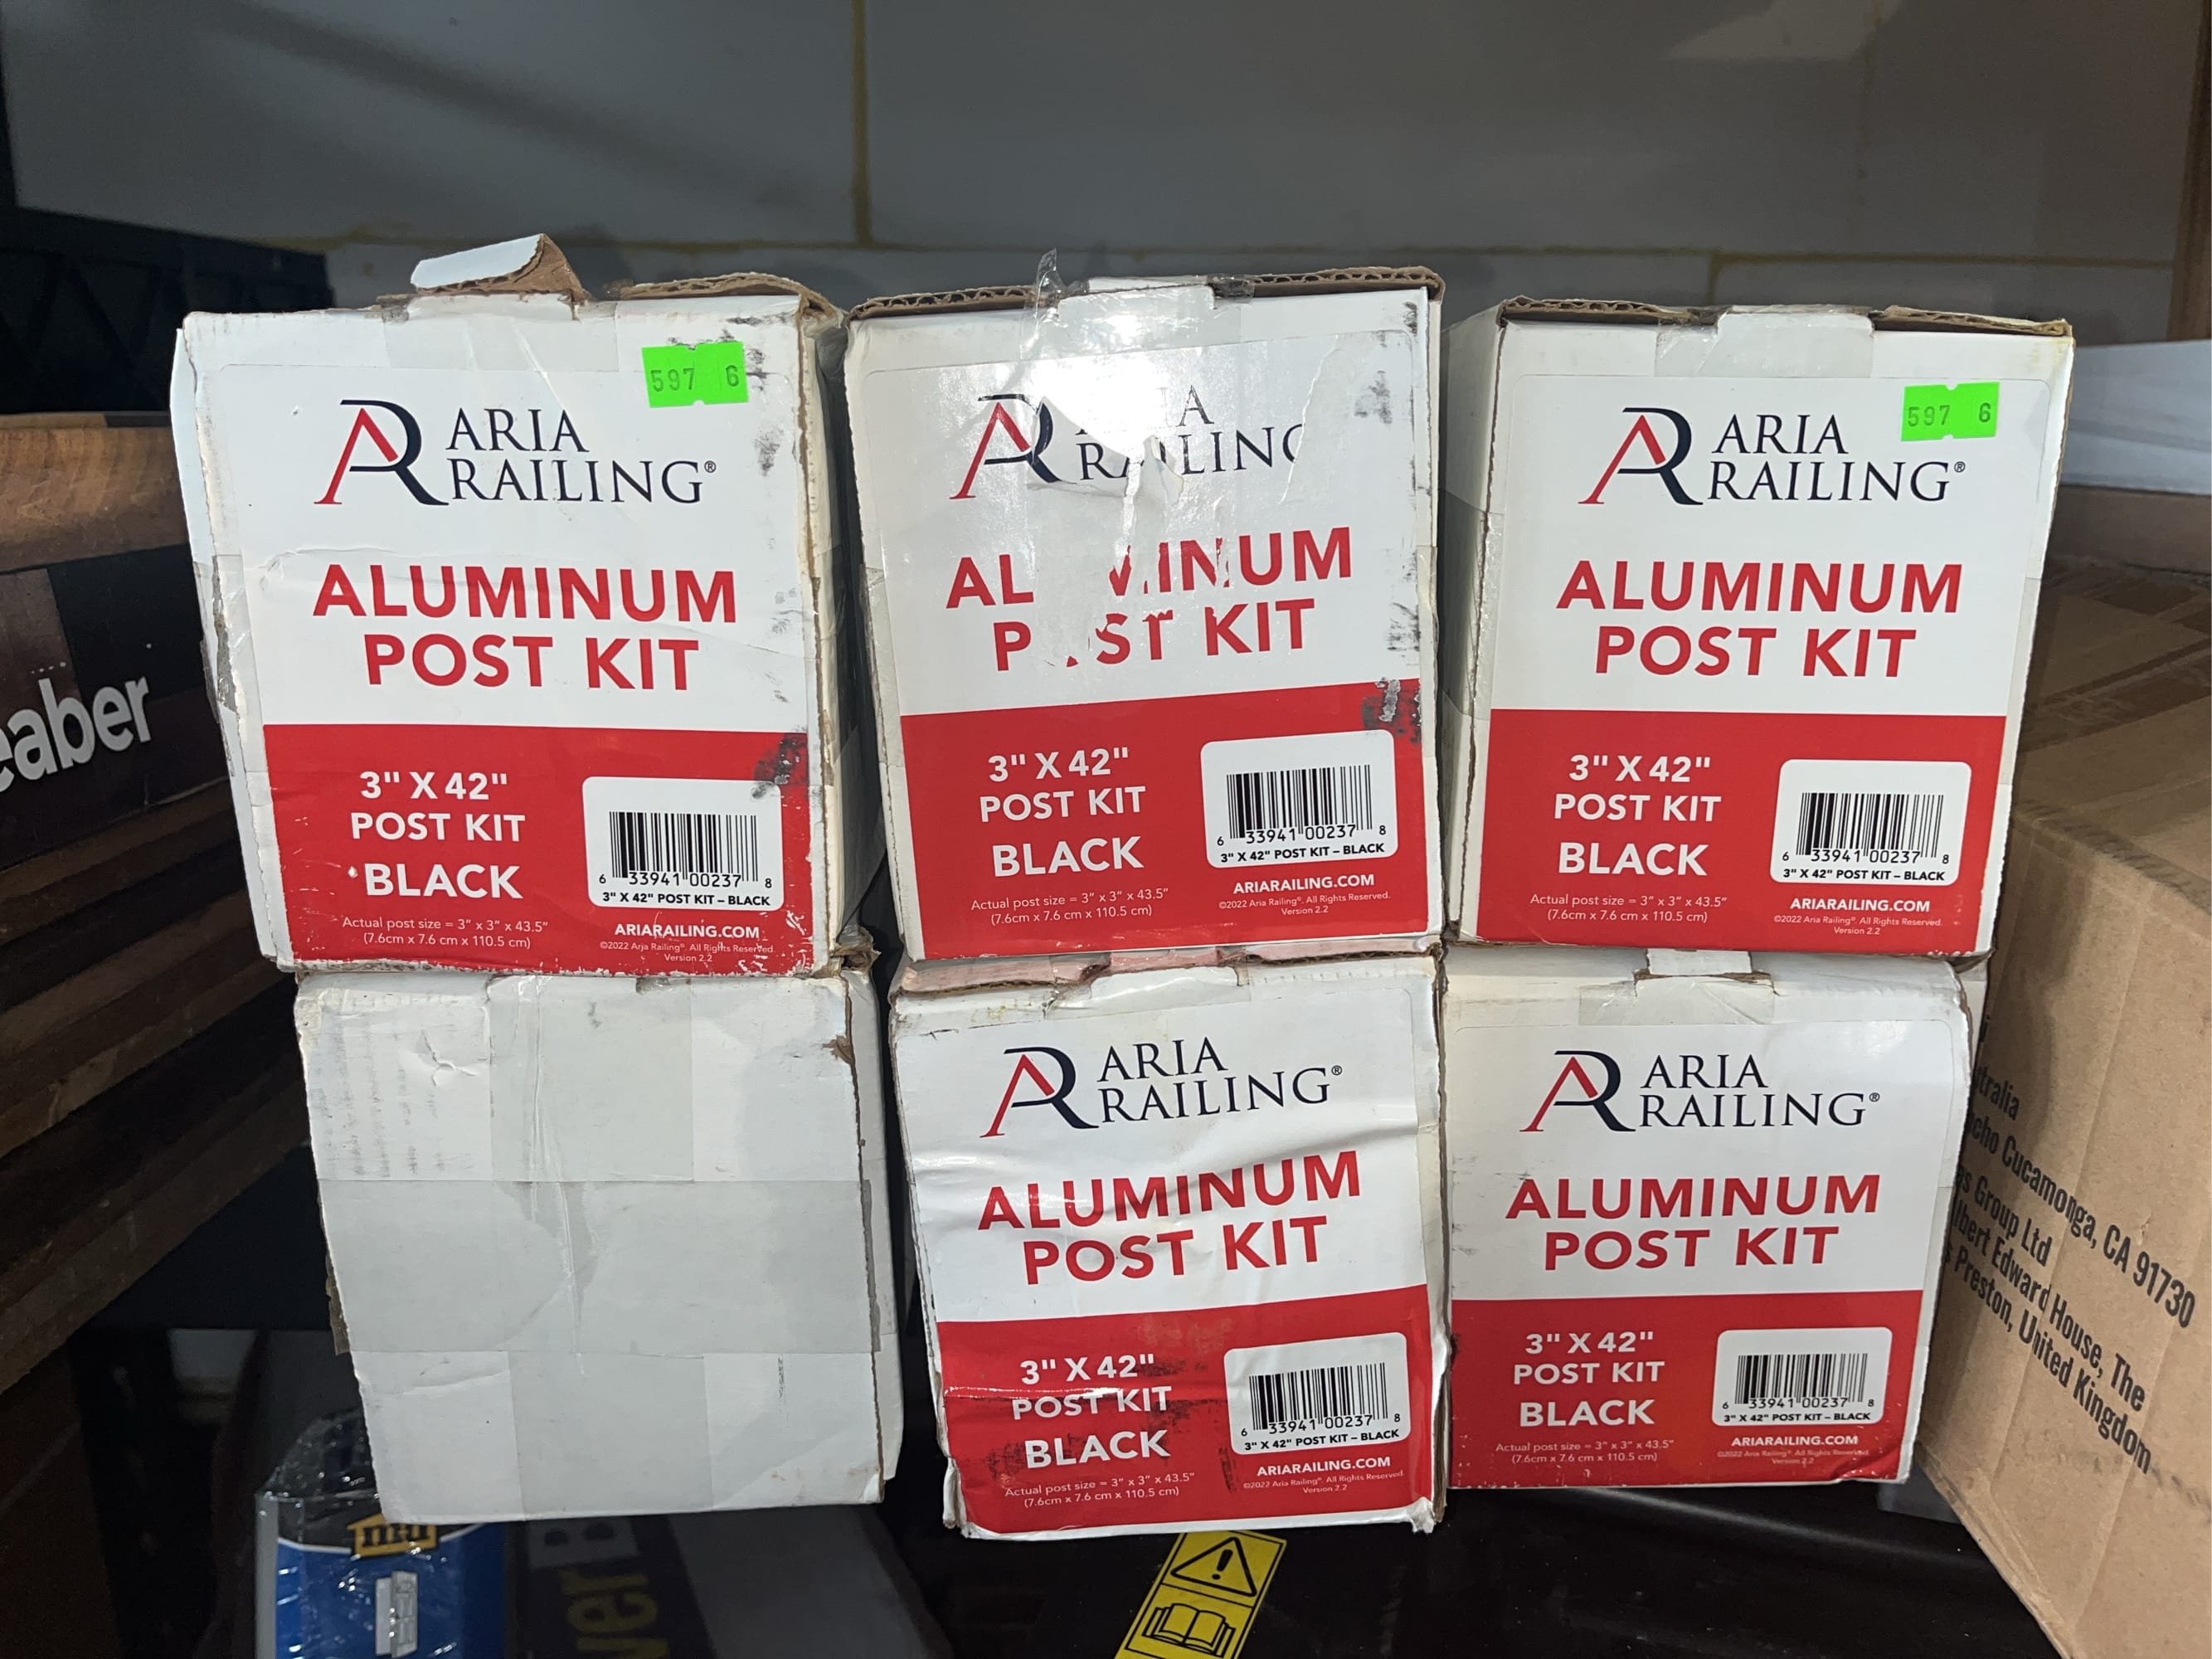 597 6
ARIA
RAILING®
ALUMINUM
POST KIT
3" X 42"
POST KIT
BLACK
Actual post size = 3" x 3" x 43.5"
(7.6cm x 7.6 cm x 110.5 cm)
6 33941 00237 8
3" X 42" POST KIT – BLACK
ARIARAILING.COM
©2022 Aria Railing®. All Rights Reserved.
Version 2.2
KIT
3" X 42"
POST KIT
BLACK
Actual post size = 3" x 3" x 43.5"
(7.6cm x 7.6 cm x 110.5 cm)
6 33941 00237 8
3" X 42" POST KIT – BLACK
ARIARAILING.COM
©2022 Aria Railing®. All Rights Reserved.
Version 2.2
597 6
ARIA
RAILING®
ALUMINUM
POST KIT
3" X 42"
POST KIT
BLACK
Actual post size = 3" x 3" x 43.5"
(7.6cm x 7.6 cm x 110.5 cm)
6 33941 00237 8
3" X 42" POST KIT – BLACK
ARIARAILING.COM
©2022 Aria Railing®. All Rights Reserved.
Version 2.2
ARIA
RAILING®
ALUMINUM
POST KIT
3" X 42"
POST KIT
BLACK
Actual post size = 3" x 3" x 43.5"
(7.6cm x 7.6 cm x 110.5 cm)
6 33941 00237 8
3" X 42" POST KIT – BLACK
ARIARAILING.COM
©2022 Aria Railing®. All Rights Reserved.
Version 2.2
ARIA
RAILING®
ALUMINUM
POST KIT
3" X 42"
POST KIT
BLACK
Actual post size = 3" x 3" x 43.5"
(7.6cm x 7.6 cm x 110.5 cm)
6 33941 00237 8
3" X 42" POST KIT – BLACK
ARIARAILING.COM
©2022 Aria Railing®. All Rights Reserved.
Version 2.2
eaber
Cucamonga, CA 91730
Group Ltd
Edward House, The
Preston, United Kingdom